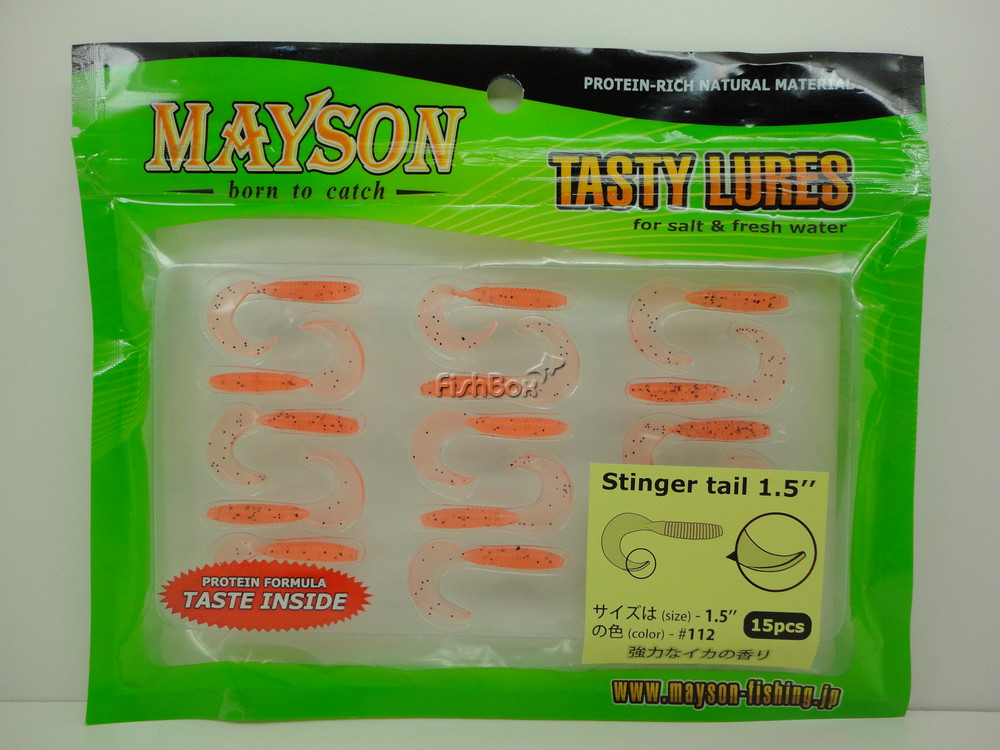 PROTEIN-RICH NATURAL MATERIAL
MAYSON
born to catch
TASTY LURES
for salt & fresh water
FishBox
Stinger tail 1.5’’
PROTEIN FORMULA
TASTE INSIDE
サイズは (size) - 1.5’’
の色 (color) - #112
15pcs
強力なイカの香り
www.mayson-fishing.jp